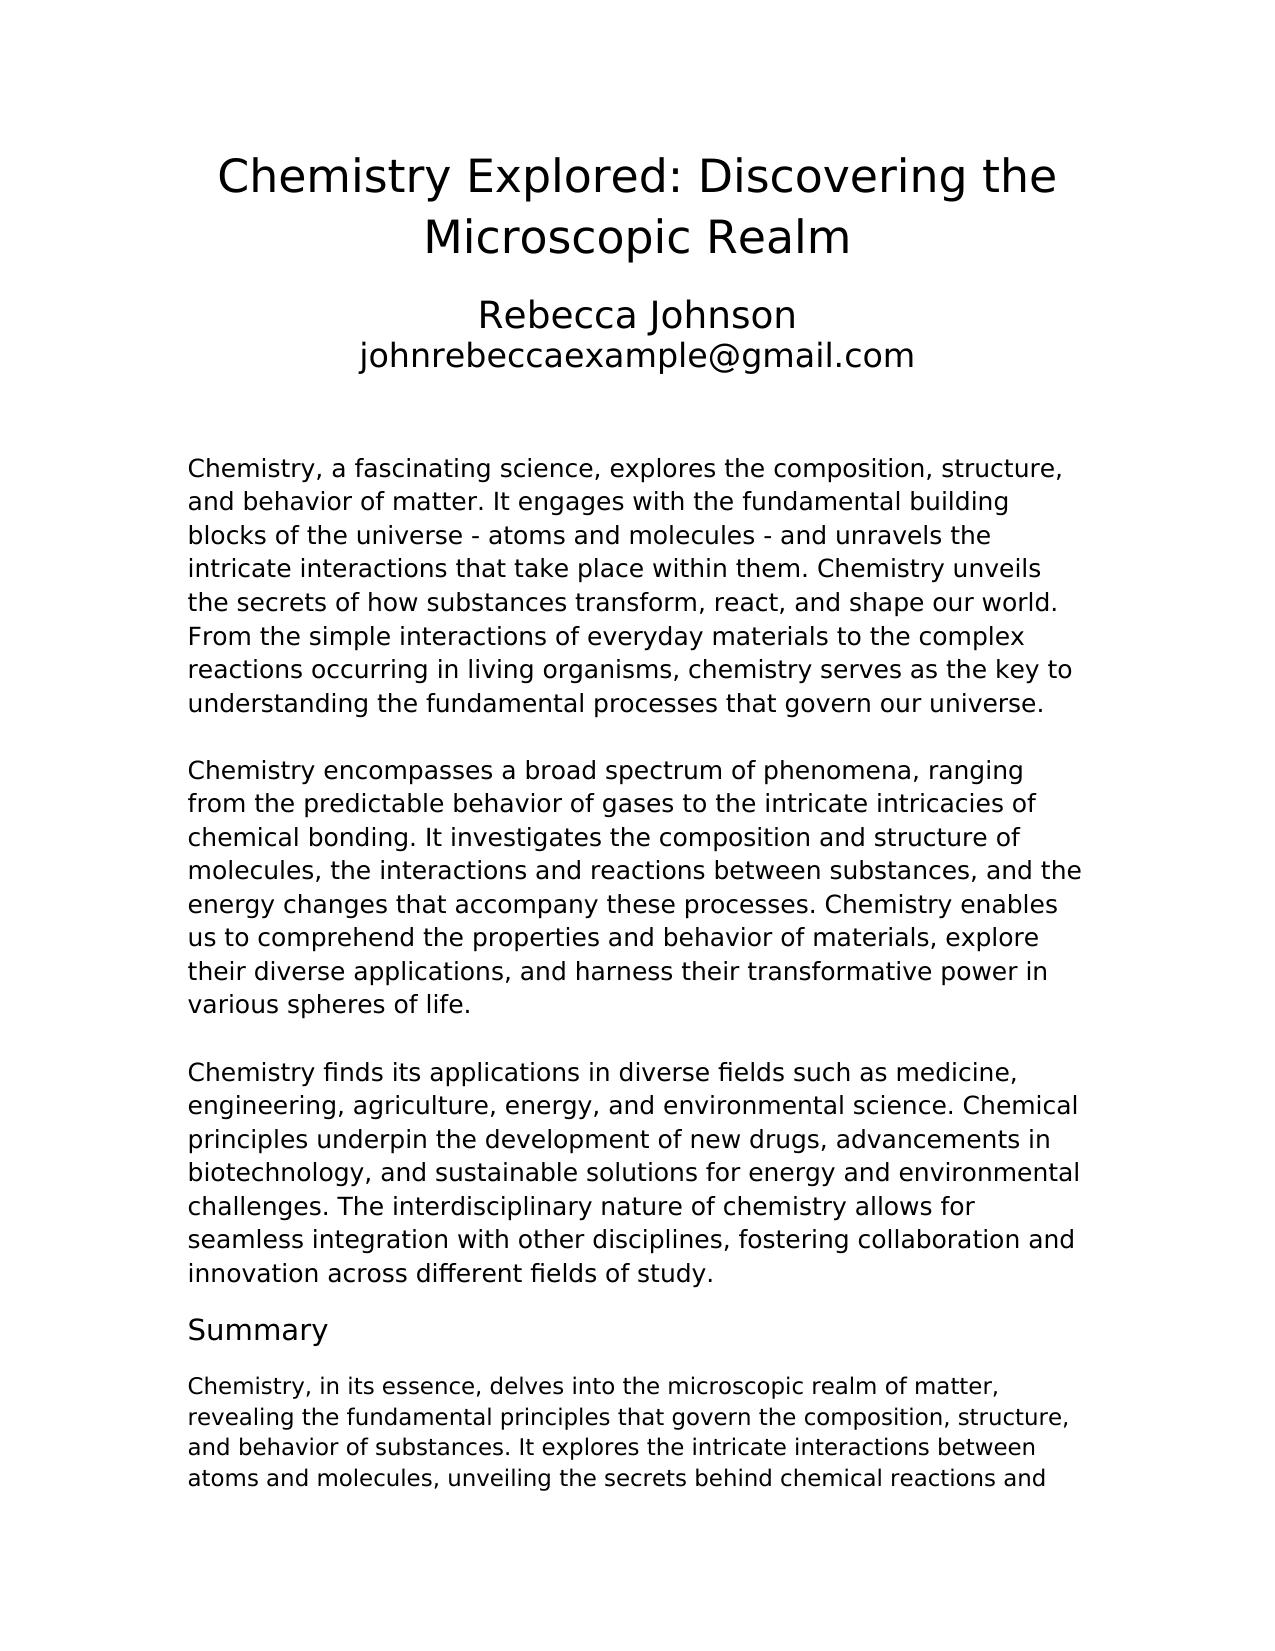 Chemistry Explored: Discovering the
Microscopic Realm
Rebecca Johnson
johnrebeccaexample@gmail.com
Chemistry, a fascinating science, explores the composition, structure,
and behavior of matter. It engages with the fundamental building
blocks of the universe - atoms and molecules - and unravels the
intricate interactions that take place within them. Chemistry unveils
the secrets of how substances transform, react, and shape our world.
From the simple interactions of everyday materials to the complex
reactions occurring in living organisms, chemistry serves as the key to
understanding the fundamental processes that govern our universe.
Chemistry encompasses a broad spectrum of phenomena, ranging
from the predictable behavior of gases to the intricate intricacies of
chemical bonding. It investigates the composition and structure of
molecules, the interactions and reactions between substances, and the
energy changes that accompany these processes. Chemistry enables
us to comprehend the properties and behavior of materials, explore
their diverse applications, and harness their transformative power in
various spheres of life.
Chemistry finds its applications in diverse fields such as medicine,
engineering, agriculture, energy, and environmental science. Chemical
principles underpin the development of new drugs, advancements in
biotechnology, and sustainable solutions for energy and environmental
challenges. The interdisciplinary nature of chemistry allows for
seamless integration with other disciplines, fostering collaboration and
innovation across different fields of study.
Summary
Chemistry, in its essence, delves into the microscopic realm of matter,
revealing the fundamental principles that govern the composition, structure,
and behavior of substances. It explores the intricate interactions between
atoms and molecules, unveiling the secrets behind chemical reactions and